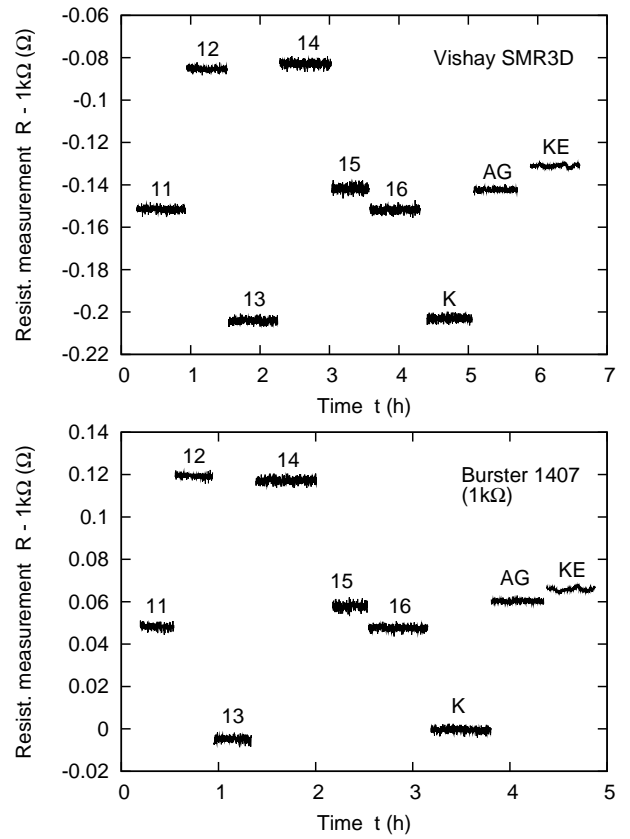 -0.06
-0.08
-0.1
-0.12
-0.14
-0.16
-0.18
-0.2
-0.22
0 1 2 3 4 5 6 7
Resist. measurement R - 1kΩ (Ω)
Time t (h)
Vishay SMR3D
11
12
13
14
15
16
K
AG
KE
0.14
0.12
0.1
0.08
0.06
0.04
0.02
0
-0.02
0 1 2 3 4 5
Resist. measurement R - 1kΩ (Ω)
Time t (h)
Burster 1407
(1kΩ)
11
12
13
14
15
16
K
AG
KE